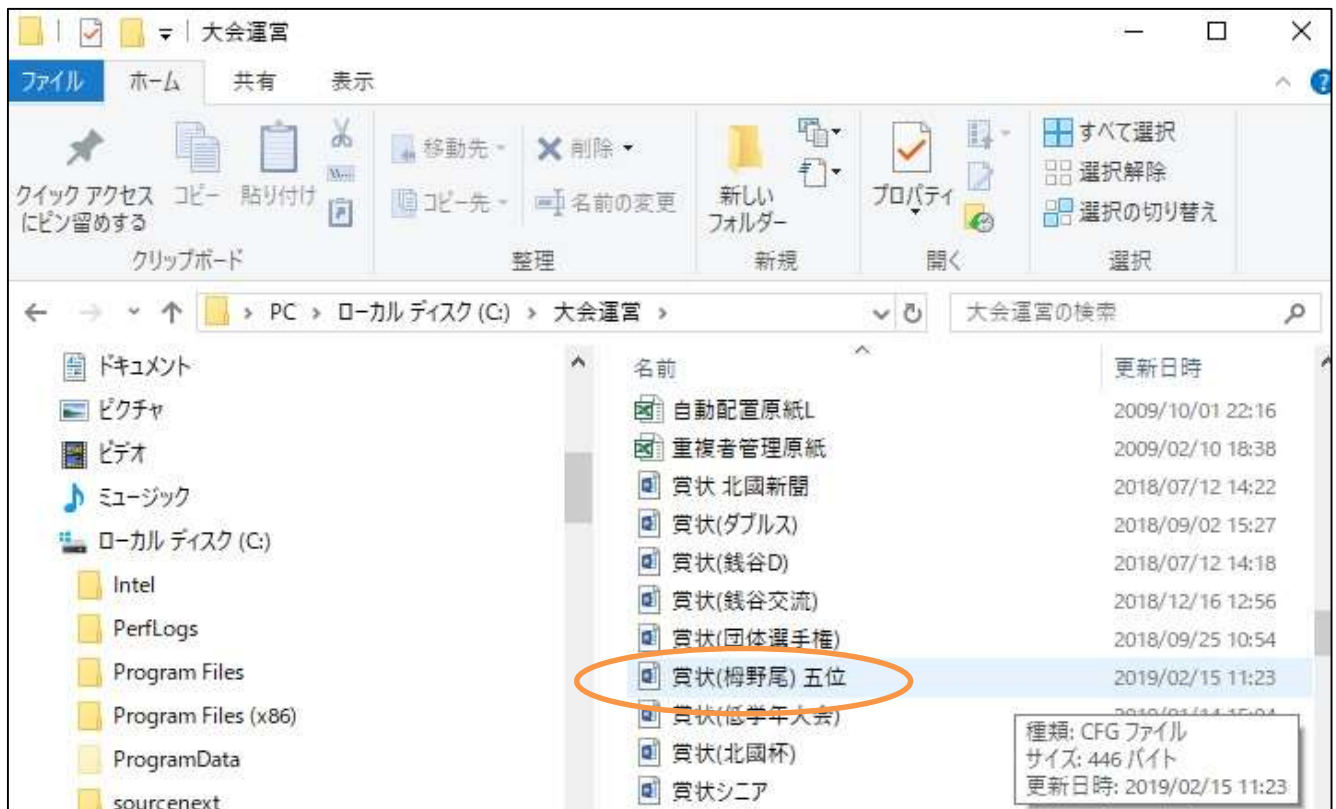 大会運営
ファイル ホーム 共有 表示
クイック アクセス
にピン留めする
コピー
貼り付け
移動先
コピー先
削除
名前の変更
新しい
フォルダー
プロパティ
すべて選択
選択解除
選択の切り替え
クリップボード 整理 新規 開く 選択
PC ローカル ディスク (C:) 大会運営
大会運営の検索
ドキュメント
ピクチャ
ビデオ
ミュージック
ローカル ディスク (C:)
Intel
PerfLogs
Program Files
Program Files (x86)
ProgramData
sourcenext
名前 更新日時
自動配置原紙L 2009/10/01 22:16
重複者管理原紙 2009/02/10 18:38
賞状 北國新聞 2018/07/12 14:22
賞状(ダブルス) 2018/09/02 15:27
賞状(銭谷D) 2018/07/12 14:18
賞状(銭谷交流) 2018/12/16 12:56
賞状(団体選手権) 2018/09/25 10:54
賞状(栂野尾) 五位 2019/02/15 11:23
賞状(低学年大会)
賞状(北國杯)
賞状シニア
種類: CFG ファイル
サイズ: 446 バイト
更新日時: 2019/02/15 11:23